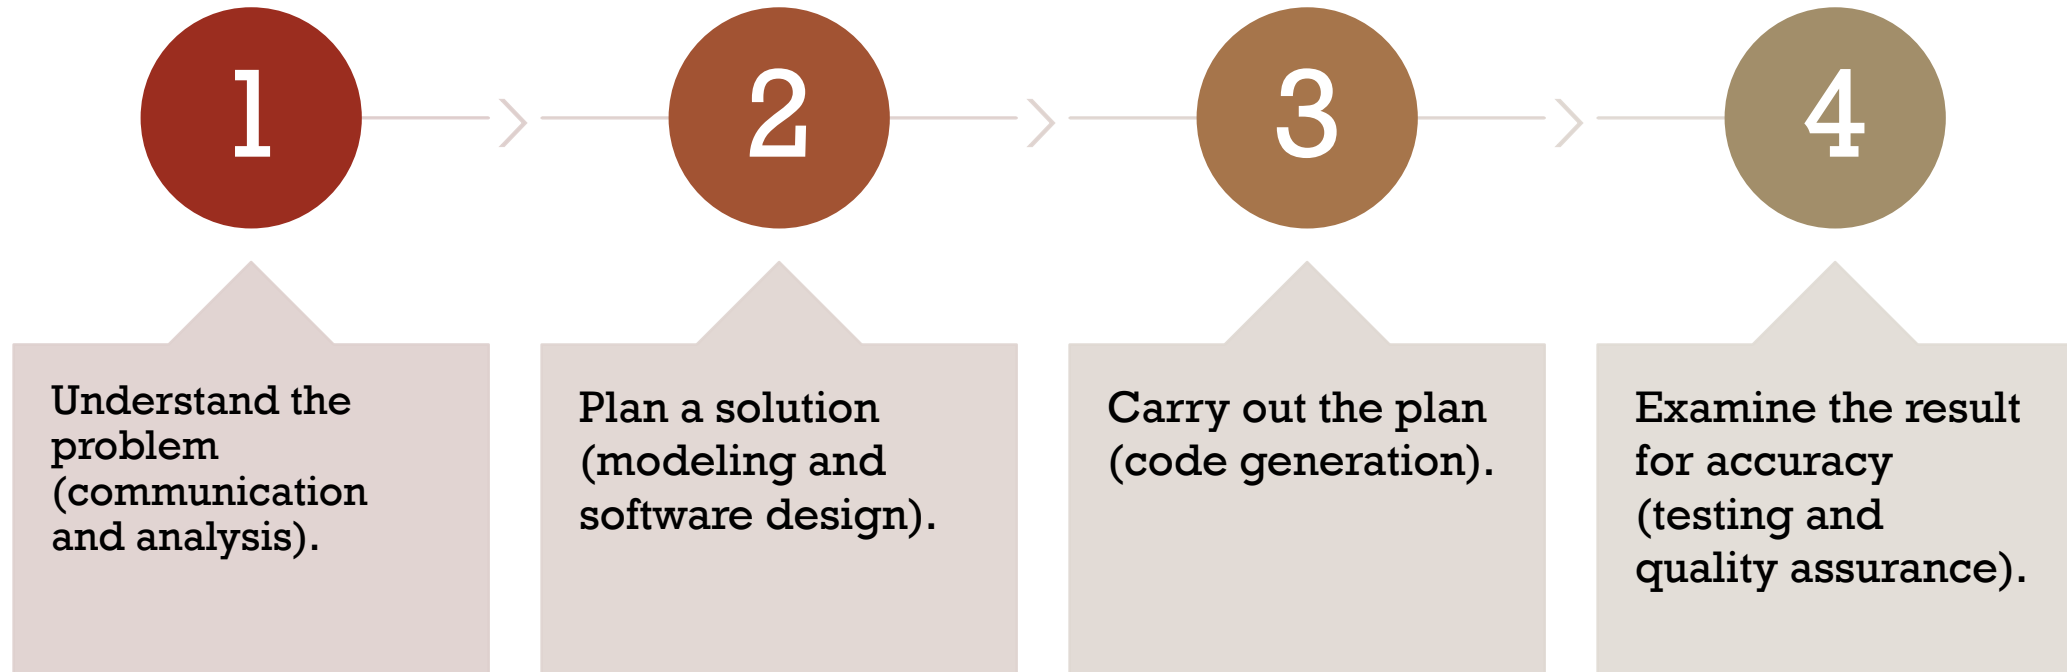 1
2
3
4
Understand the
problem
(communication
and analysis).
Plan a solution
(modeling and
software design).
Carry out the plan
(code generation).
Examine the result
for accuracy
(testing and
quality assurance).